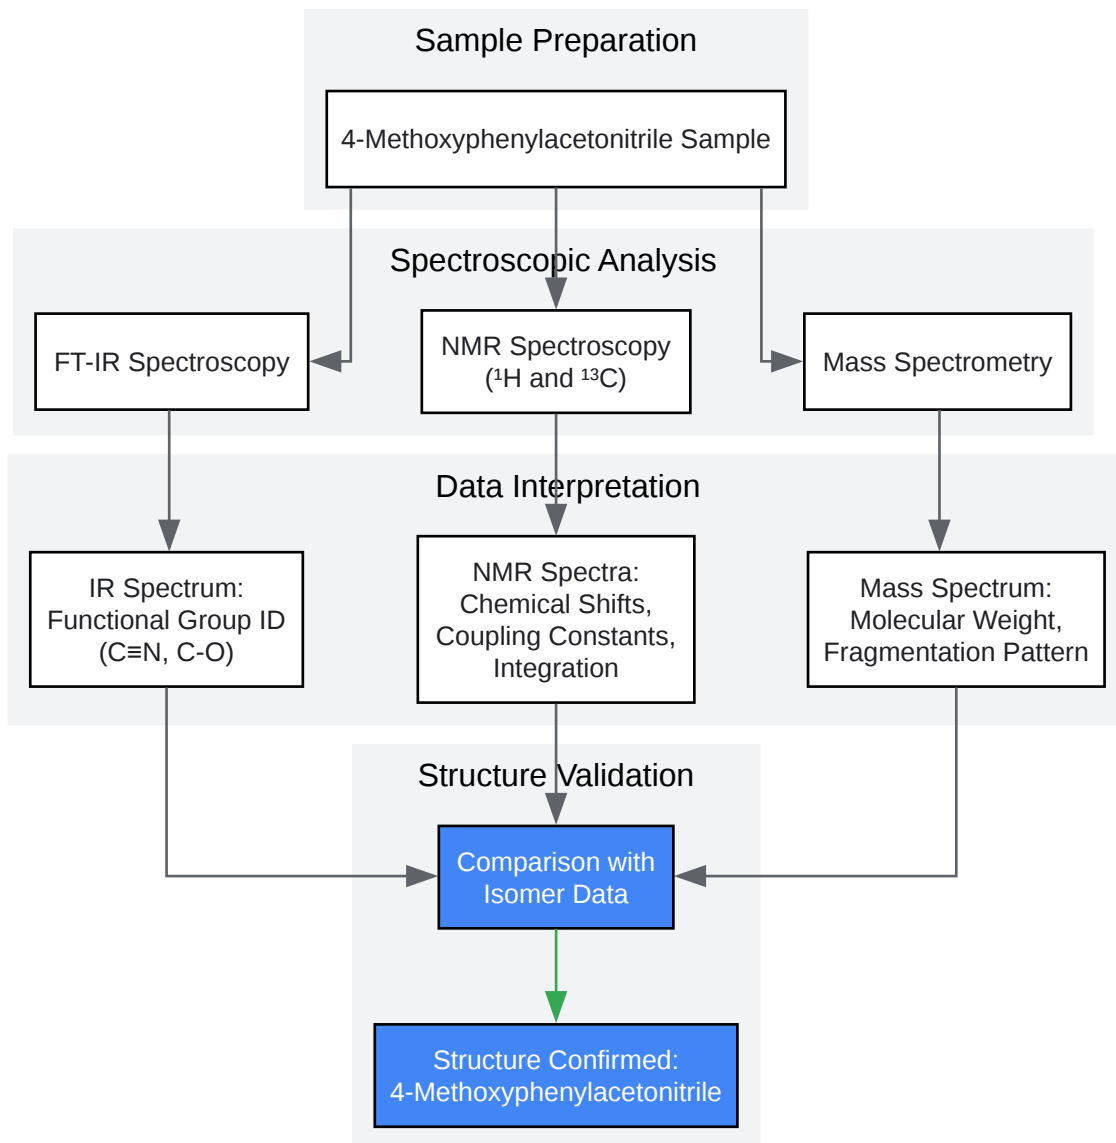 Sample Preparation
4-Methoxyphenylacetonitrile Sample
Spectroscopic Analysis
FT-IR Spectroscopy
NMR Spectroscopy
(¹H and ¹³C)
Mass Spectrometry
Data Interpretation
IR Spectrum:
Functional Group ID
(C≡N, C-O)
NMR Spectra:
Chemical Shifts,
Coupling Constants,
Integration
Mass Spectrum:
Molecular Weight,
Fragmentation Pattern
Structure Validation
Comparison with
Isomer Data
Structure Confirmed:
4-Methoxyphenylacetonitrile